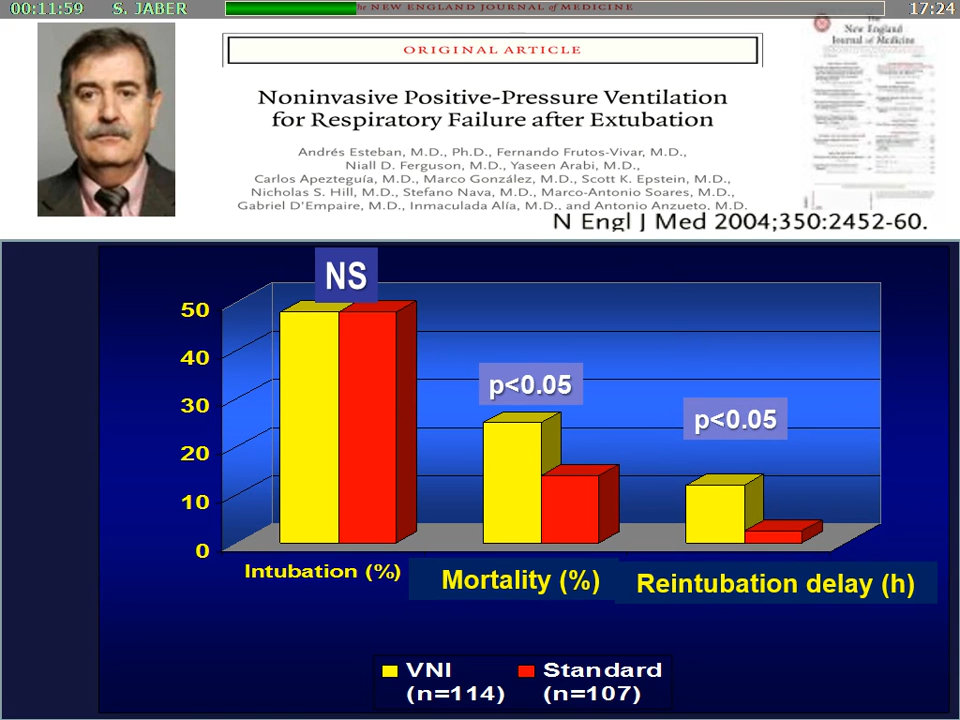 00:11:59 S. JABER
The NEW ENGLAND JOURNAL of MEDICINE
17:24
ORIGINAL ARTICLE
New England
Journal of Medicine
Noninvasive Positive-Pressure Ventilation
for Respiratory Failure after Extubation
Andrés Esteban, M.D., Ph.D., Fernando Frutos-Vivar, M.D.,
Niall D. Ferguson, M.D., Yaseen Arabi, M.D.,
Carlos Apezteguía, M.D., Marco González, M.D., Scott K. Epstein, M.D.,
Nicholas S. Hill, M.D., Stefano Nava, M.D., Marco-Antonio Soares, M.D.,
Gabriel D'Empaire, M.D., Inmaculada Alía, M.D., and Antonio Anzueto, M.D.
N Engl J Med 2004;350:2452-60.
NS
p<0.05
p<0.05
50
40
30
20
10
0
Intubation (%)
Mortality (%)
Reintubation delay (h)
VNI
(n=114)
Standard
(n=107)